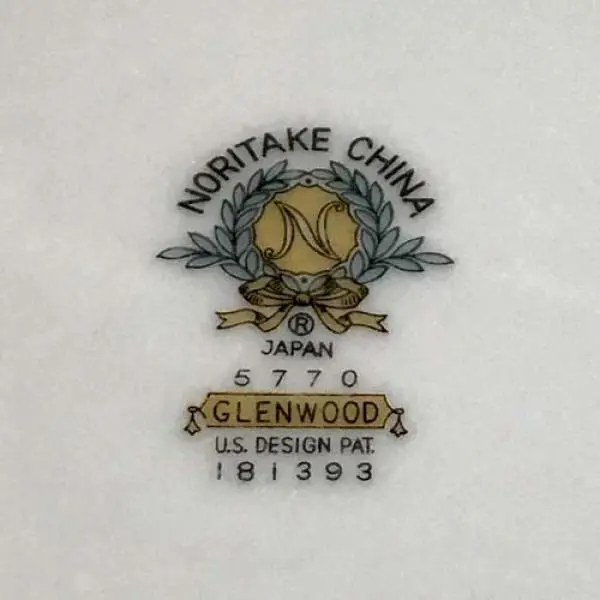 NORITAKE CHINA
N
®
JAPAN
5770
GLENWOOD
U.S. DESIGN PAT.
181393